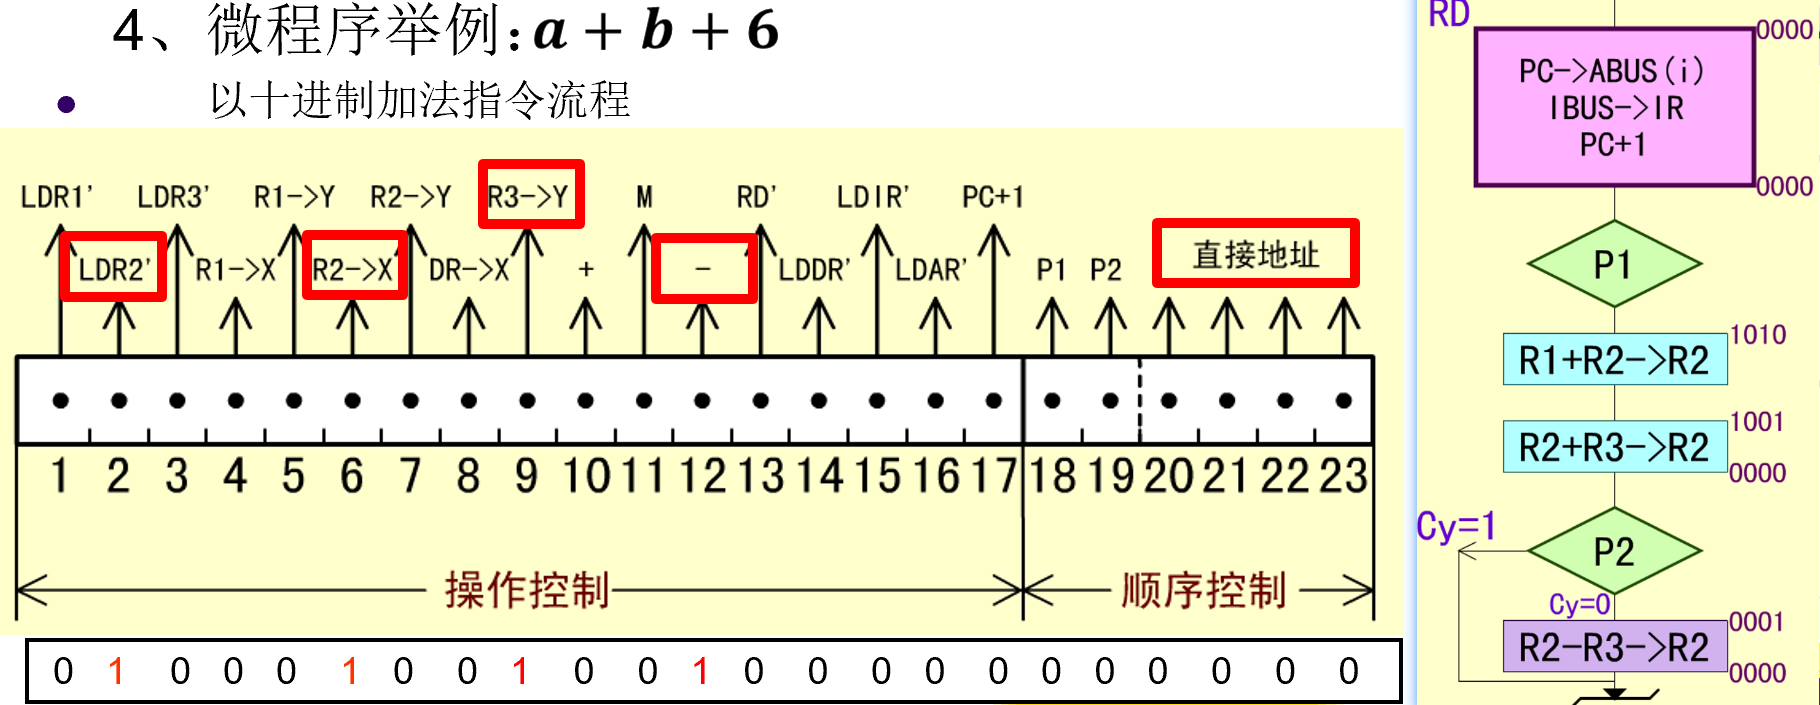 4、微程序举例:a + b + 6
● 以十进制加法指令流程
LDR1' LDR3' R1->Y R2->Y R3->Y M RD' LDIR' PC+1
LDR2' R1->X R2->X DR->X + - LDDR' LDAR' P1 P2 直接地址
1 2 3 4 5 6 7 8 9 10 11 12 13 14 15 16 17 18 19 20 21 22 23
操作控制 顺序控制
0 1 0 0 0 1 0 0 1 0 0 1 0 0 0 0 0 0 0 0 0 0 0
RD
0000
PC->ABUS(i)
IBUS->IR
PC+1
0000
P1
1010
R1+R2->R2
1001
R2+R3->R2
0000
Cy=1
P2
Cy=0
0001
R2-R3->R2
0000